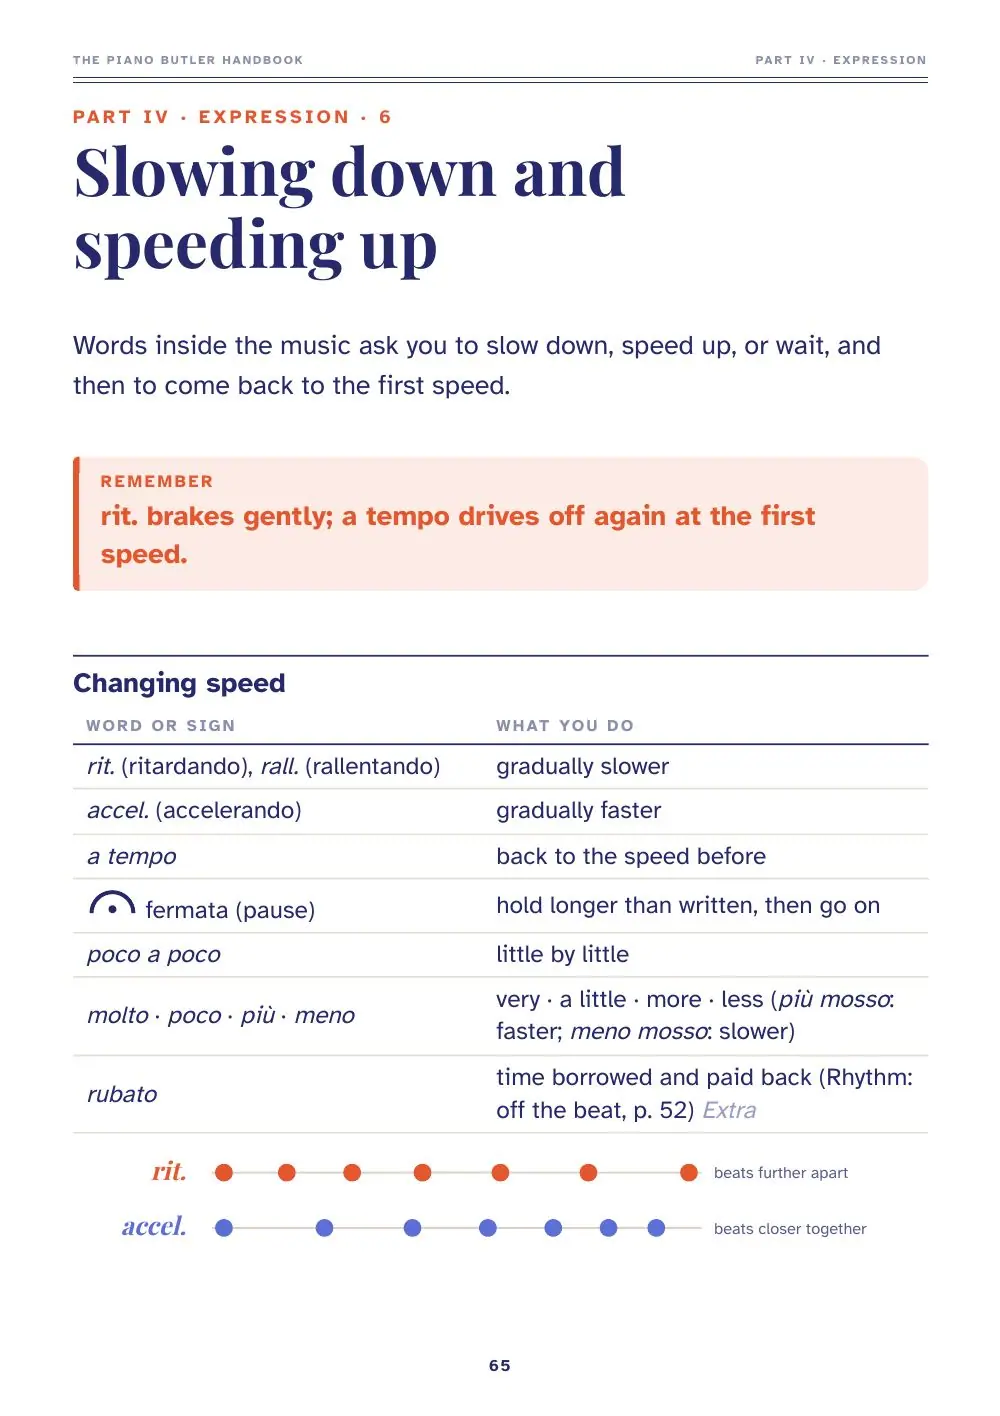 THE PIANO BUTLER HANDBOOK
PART IV · EXPRESSION
PART IV · EXPRESSION · 6
Slowing down and
speeding up
Words inside the music ask you to slow down, speed up, or wait, and
then to come back to the first speed.
REMEMBER
rit. brakes gently; a tempo drives off again at the first
speed.
Changing speed
WORD OR SIGN
WHAT YOU DO
rit. (ritardando), rall. (rallentando)
gradually slower
accel. (accelerando)
gradually faster
a tempo
back to the speed before
fermata (pause)
hold longer than written, then go on
poco a poco
little by little
molto · poco · più · meno
very · a little · more · less (più mosso:
faster; meno mosso: slower)
rubato
time borrowed and paid back (Rhythm:
off the beat, p. 52) Extra
rit.
beats further apart
accel.
beats closer together
65